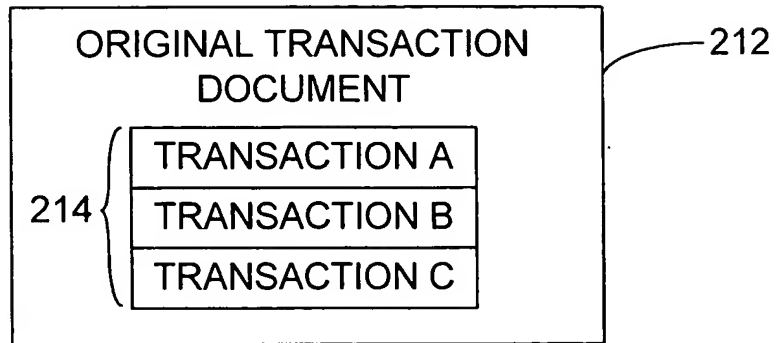 ORIGINAL TRANSACTION
DOCUMENT
212
TRANSACTION A
214
TRANSACTION B
TRANSACTION C